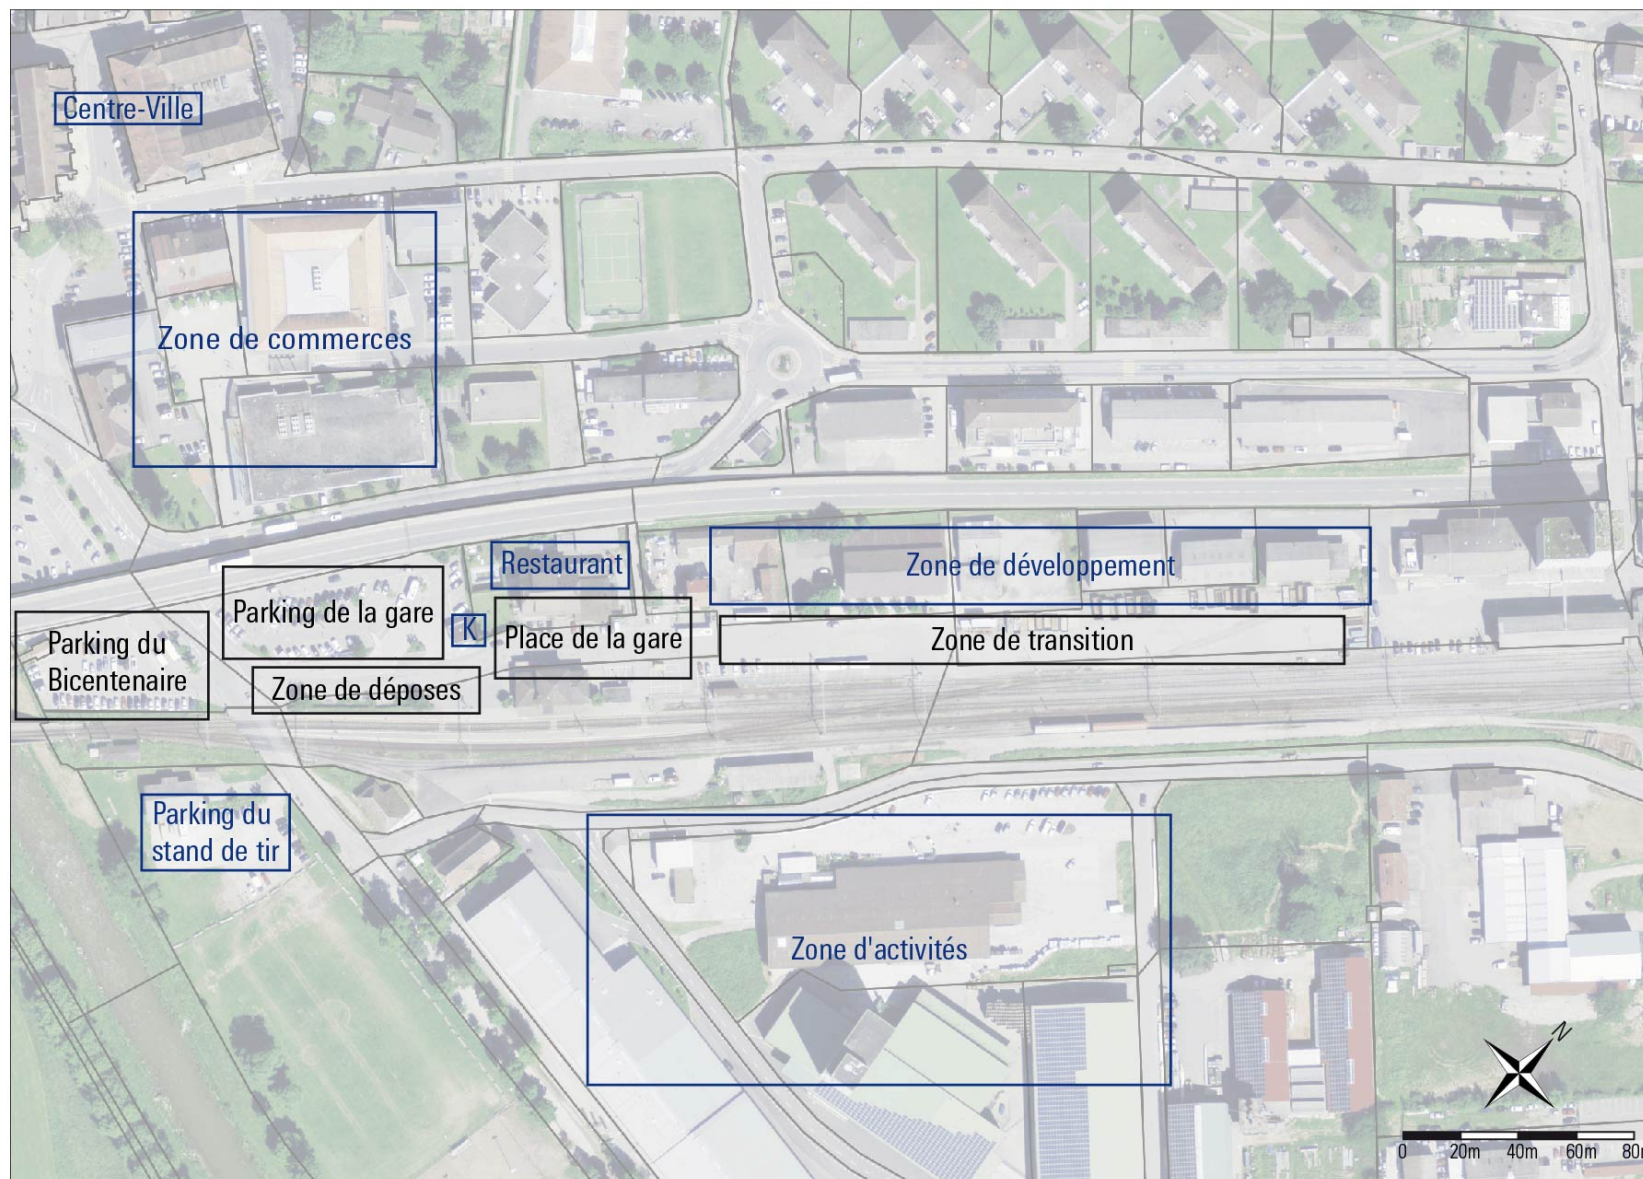 Centre-Ville
Zone de commerces
Restaurant
Zone de développement
Parking de la gare
K
Place de la gare
Zone de transition
Parking du
Bicentenaire
Zone de déposes
Parking du
stand de tir
Zone d'activités
N
0 20m 40m 60m 80m